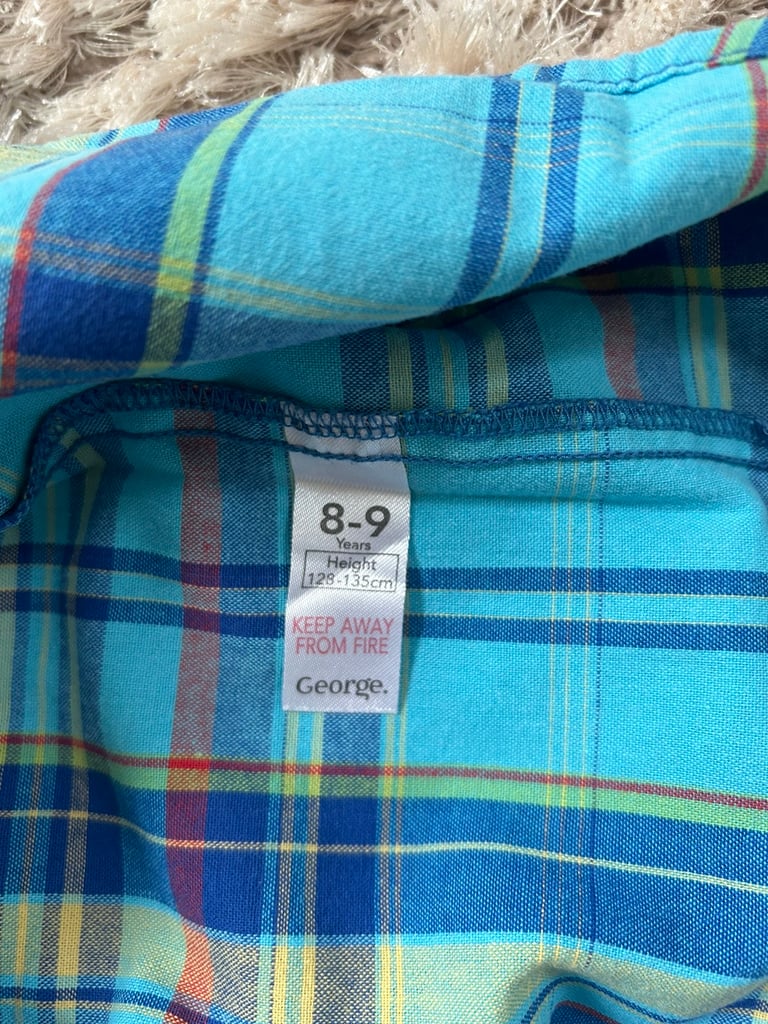 8-9
Years
Height
128-135cm
KEEP AWAY
FROM FIRE
George.